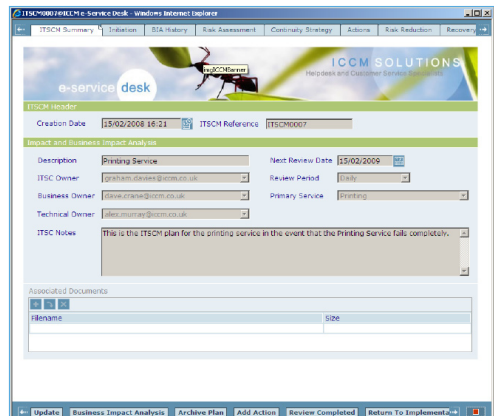 ITSCM0007@ICCM e-Service Desk - Windows Internet Explorer
ITSCM Summary Initiation BIA History Risk Assessment Continuity Strategy Actions Risk Reduction Recovery
imgICCMBanner
ICCM SOLUTIONS
Helpdesk and Customer Service Specialists
e-service desk
ITSCM Header
Creation Date 15/02/2008 16:21 ITSCM Reference ITSCM0007
Impact and Business Impact Analysis
Description Printing Service Next Review Date 15/02/2009
ITSC Owner graham.davies@iccm.co.uk Review Period Daily
Business Owner dave.crane@iccm.co.uk Primary Service Printing
Technical Owner alex.murray@iccm.co.uk
ITSC Notes This is the ITSCM plan for the printing service in the event that the Printing Service fails completely.
Associated Documents
Filename Size
Update Business Impact Analysis Archive Plan Add Action Review Completed Return To Implementa